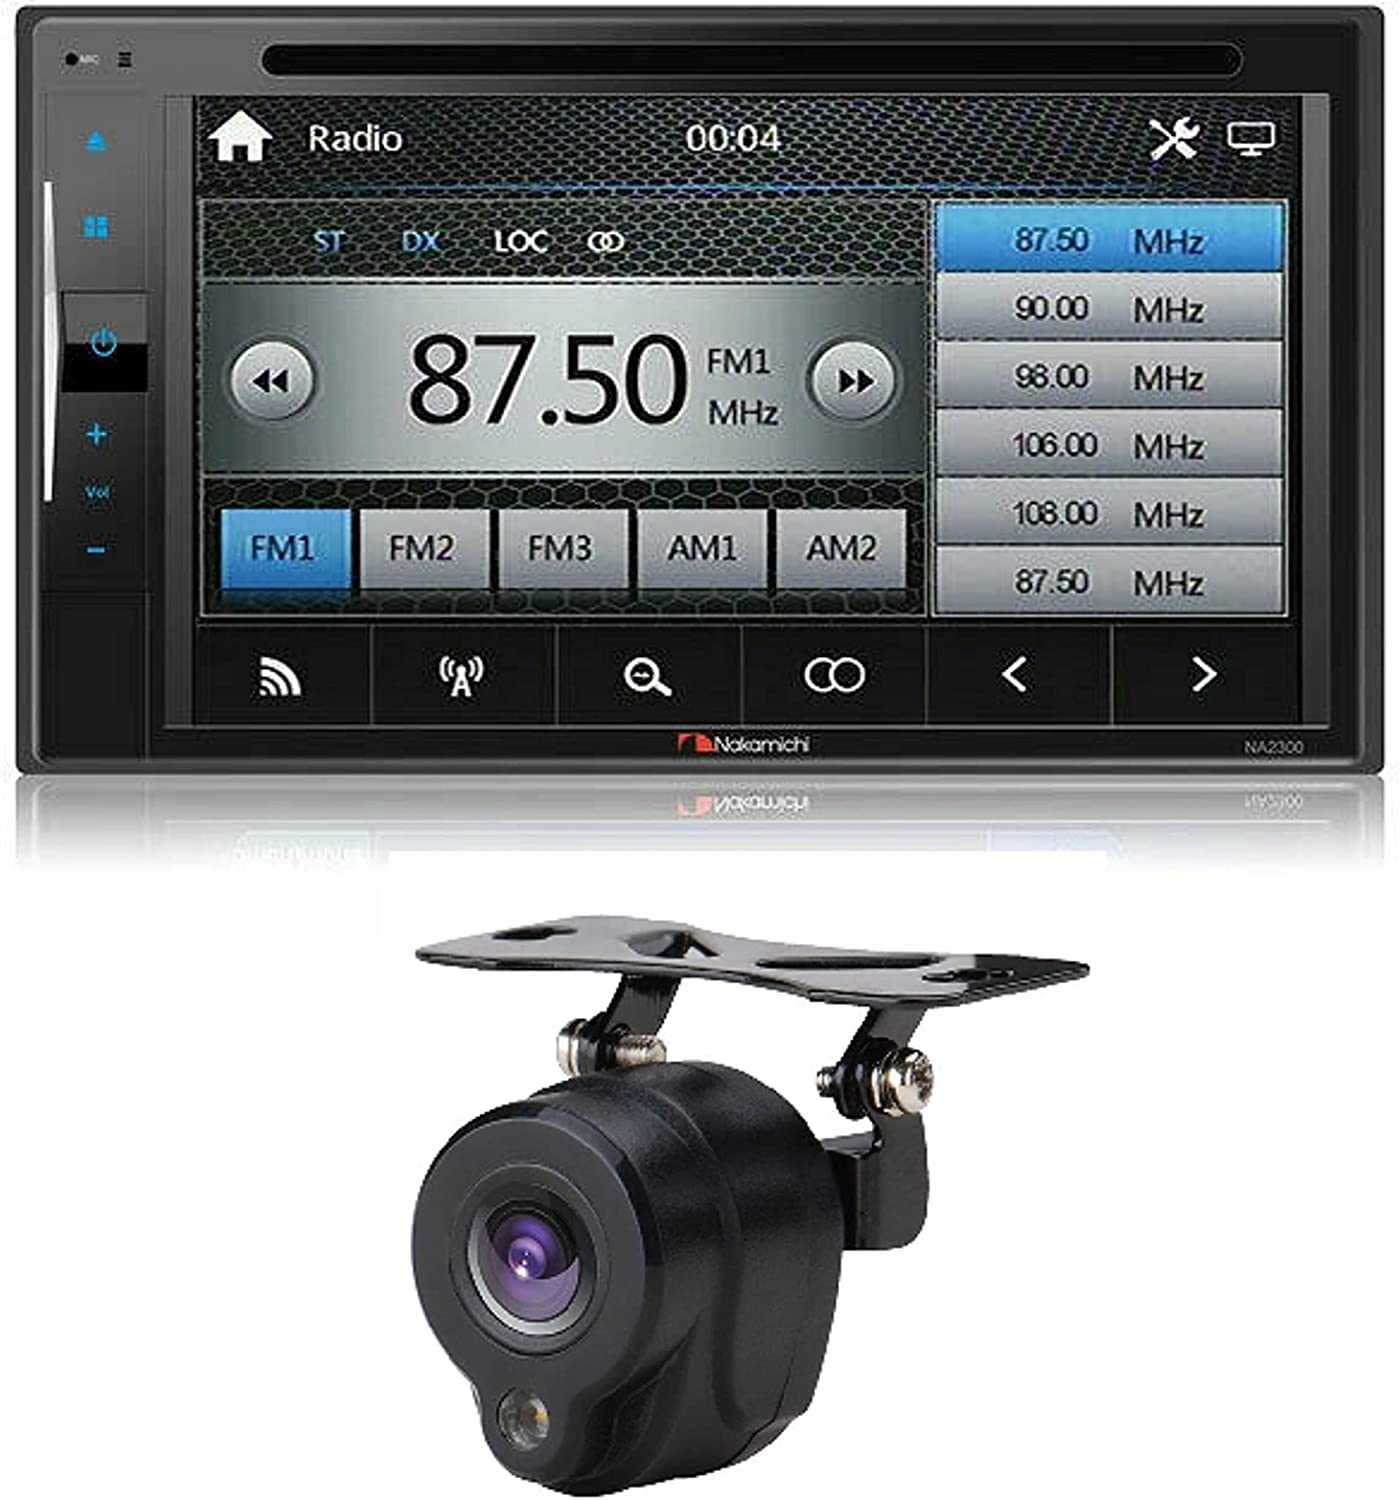 Radio 00:04
ST DX LOC
87.50 FM1
MHz
FM1 FM2 FM3 AM1 AM2
87.50 MHz
90.00 MHz
98.00 MHz
106.00 MHz
108.00 MHz
87.50 MHz
Vol
Nakamichi
NA2300